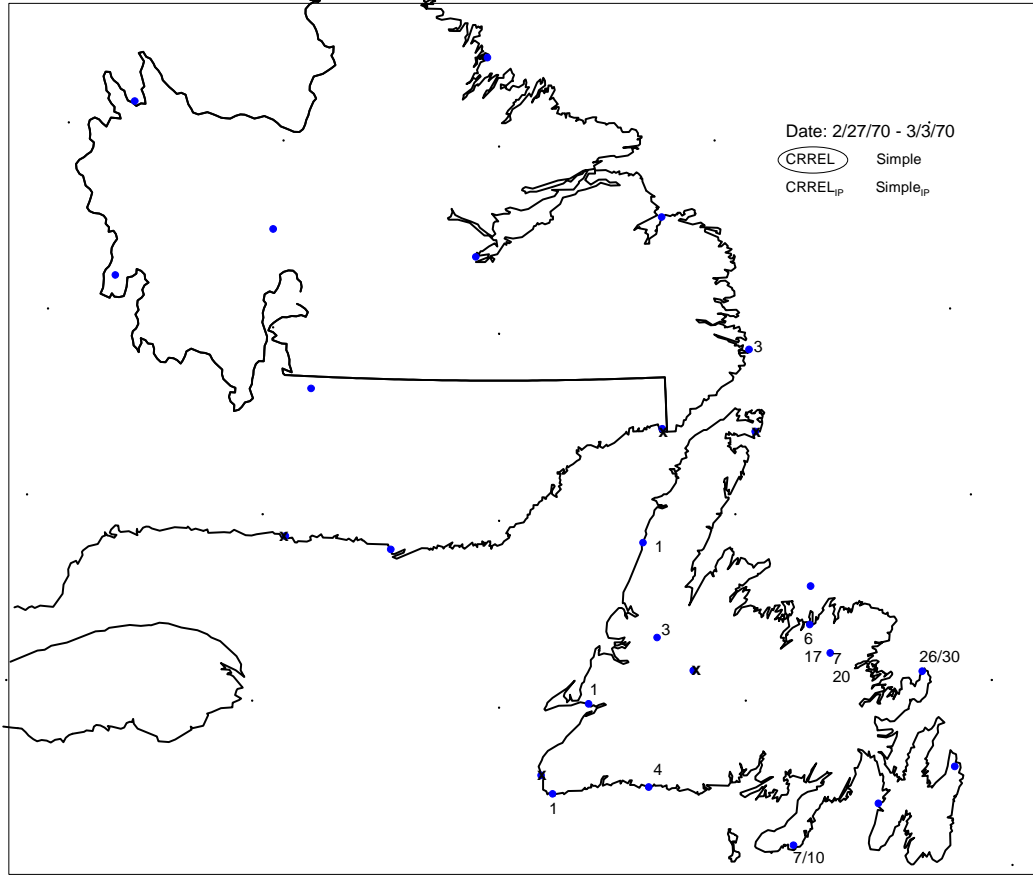 Date: 2/27/70 - 3/3/70
CRREL Simple
CRREL_IP Simple_IP
3
x x
x
1
3
6
17 7
20
26/30
x
1
x
4
1
7/10